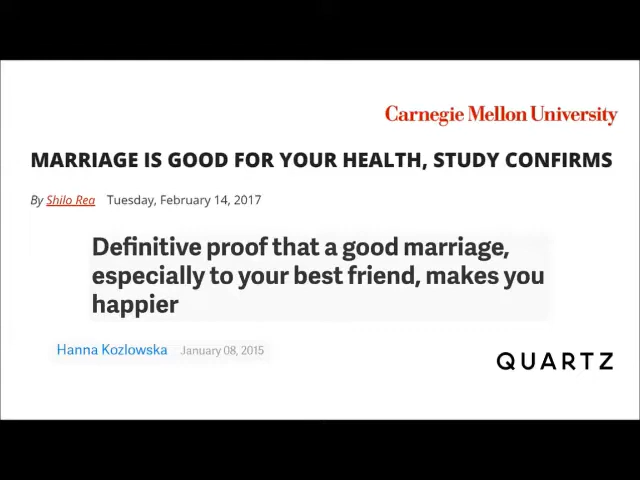 Carnegie Mellon University
MARRIAGE IS GOOD FOR YOUR HEALTH, STUDY CONFIRMS
By Shilo Rea Tuesday, February 14, 2017
Definitive proof that a good marriage,
especially to your best friend, makes you
happier
Hanna Kozlowska January 08, 2015
QUARTZ